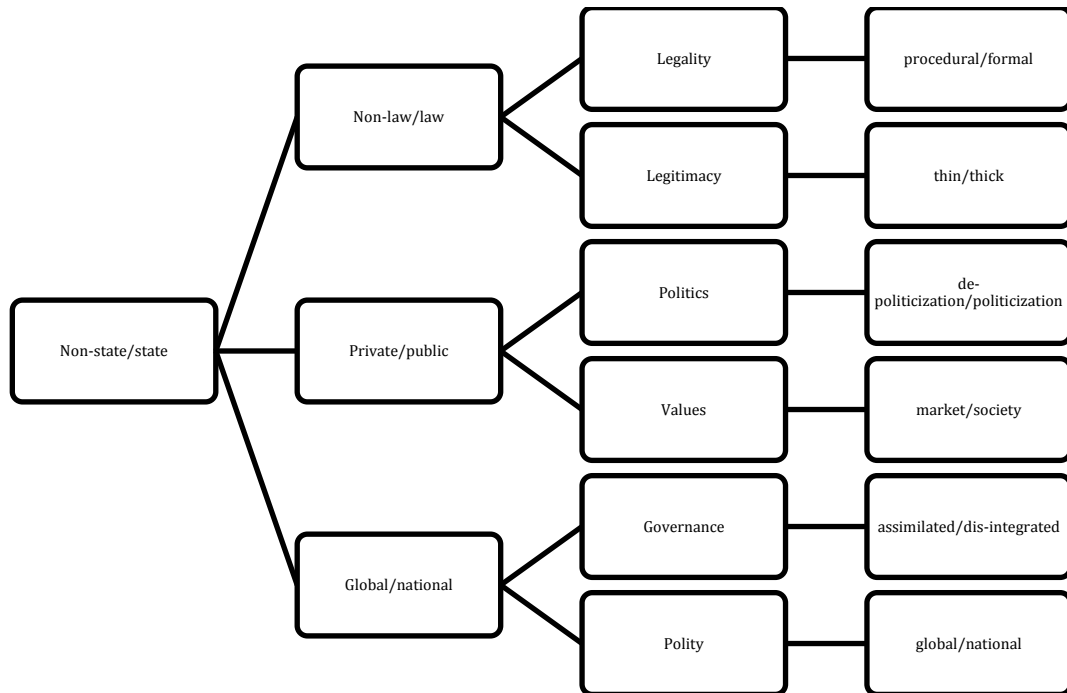 Legality
procedural/formal
Non-law/law
Legitimacy
thin/thick
Politics
de-
politicization/politicization
Non-state/state
Private/public
Values
market/society
Governance
assimilated/dis-integrated
Global/national
Polity
global/national